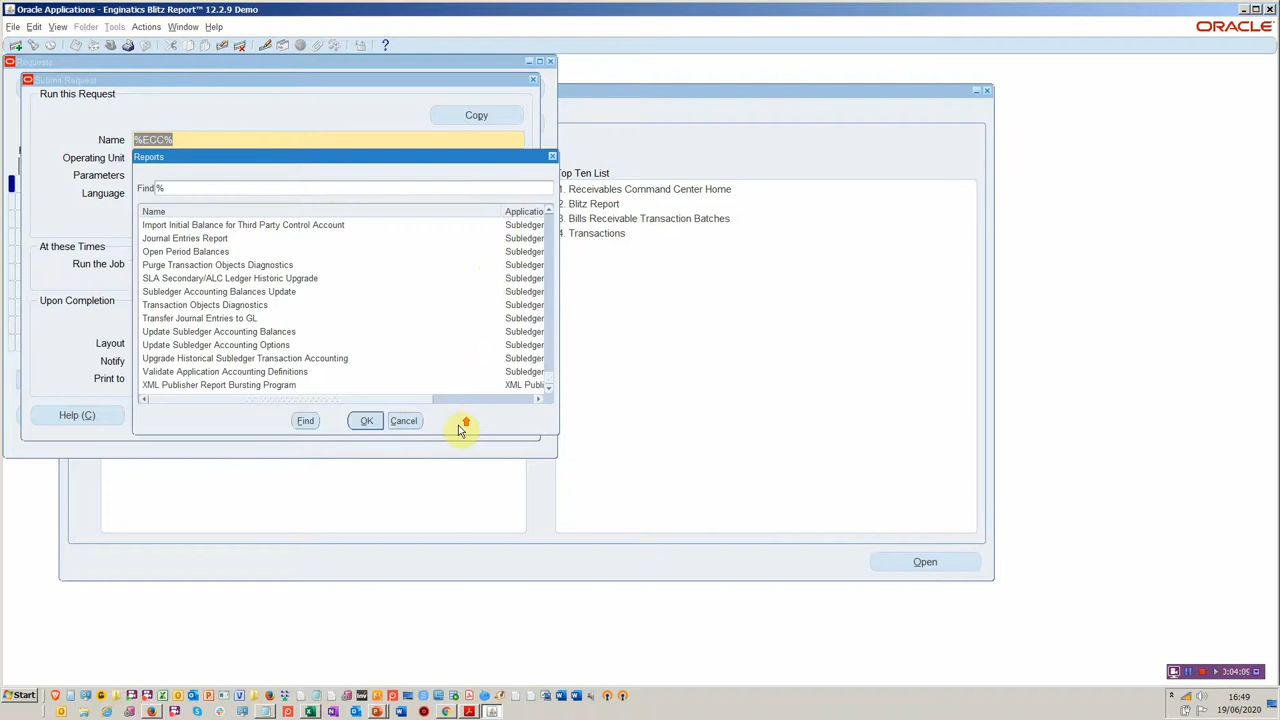 Oracle Applications - Enginatics Blitz Report™ 12.2.9 Demo
File Edit View Folder Tools Actions Window Help
ORACLE
Requests
Submit Request
Run this Request
Copy
Name %ECC%
Operating Unit
Parameters
Language
At these Times
Run the Job
Upon Completion
Layout
Notify
Print to
Help (C)
Reports
Find %
Name Applicatio
Import Initial Balance for Third Party Control Account Subledger
Journal Entries Report Subledger
Open Period Balances Subledger
Purge Transaction Objects Diagnostics Subledger
SLA Secondary/ALC Ledger Historic Upgrade Subledger
Subledger Accounting Balances Update Subledger
Transaction Objects Diagnostics Subledger
Transfer Journal Entries to GL Subledger
Update Subledger Accounting Balances Subledger
Update Subledger Accounting Options Subledger
Upgrade Historical Subledger Transaction Accounting Subledger
Validate Application Accounting Definitions Subledger
XML Publisher Report Bursting Program XML Publi
Find OK Cancel
Top Ten List
1. Receivables Command Center Home
2. Blitz Report
3. Bills Receivable Transaction Batches
4. Transactions
Open
0:04:09
Start
16:49
19/06/2020